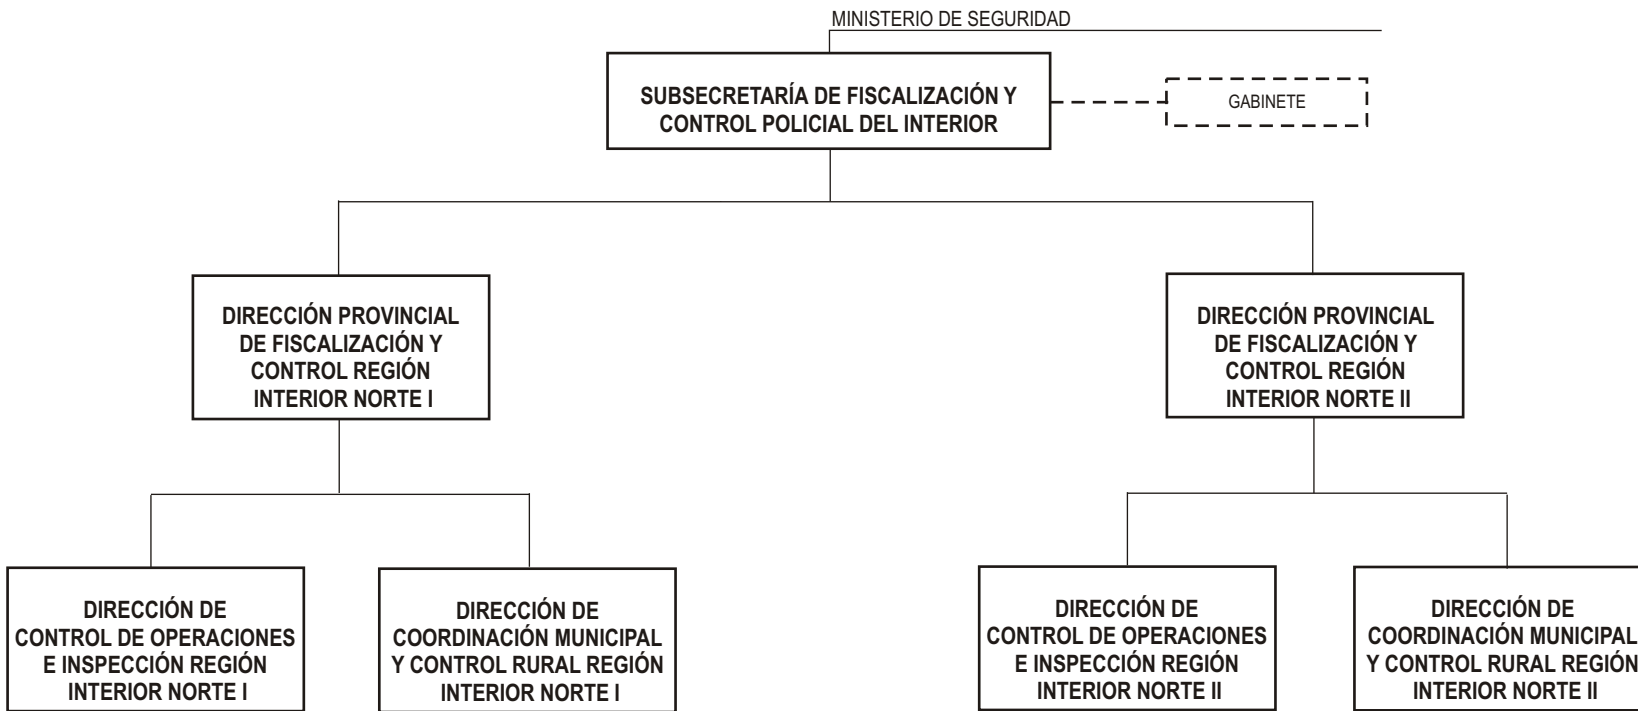 MINISTERIO DE SEGURIDAD
SUBSECRETARÍA DE FISCALIZACIÓN Y
CONTROL POLICIAL DEL INTERIOR
GABINETE
DIRECCIÓN PROVINCIAL
DE FISCALIZACIÓN Y
CONTROL REGIÓN
INTERIOR NORTE I
DIRECCIÓN PROVINCIAL
DE FISCALIZACIÓN Y
CONTROL REGIÓN
INTERIOR NORTE II
DIRECCIÓN DE
CONTROL DE OPERACIONES
E INSPECCIÓN REGIÓN
INTERIOR NORTE I
DIRECCIÓN DE
COORDINACIÓN MUNICIPAL
Y CONTROL RURAL REGIÓN
INTERIOR NORTE I
DIRECCIÓN DE
CONTROL DE OPERACIONES
E INSPECCIÓN REGIÓN
INTERIOR NORTE II
DIRECCIÓN DE
COORDINACIÓN MUNICIPAL
Y CONTROL RURAL REGIÓN
INTERIOR NORTE II